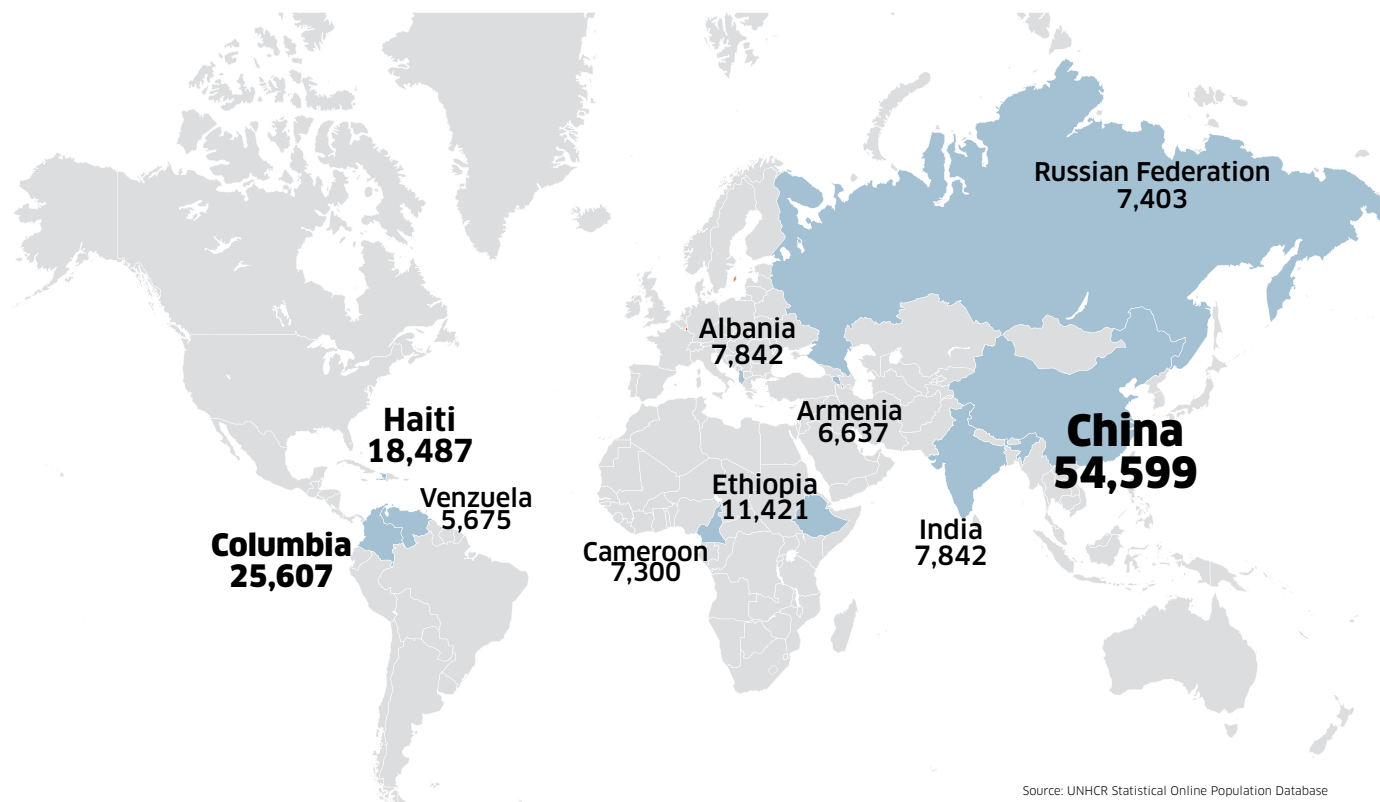 Russian Federation
7,403
Albania
7,842
Haiti
18,487
Armenia
6,637
China
54,599
Ethiopia
11,421
Venzuela
5,675
India
7,842
Columbia
25,607
Cameroon
7,300
Source: UNHCR Statistical Online Population Database